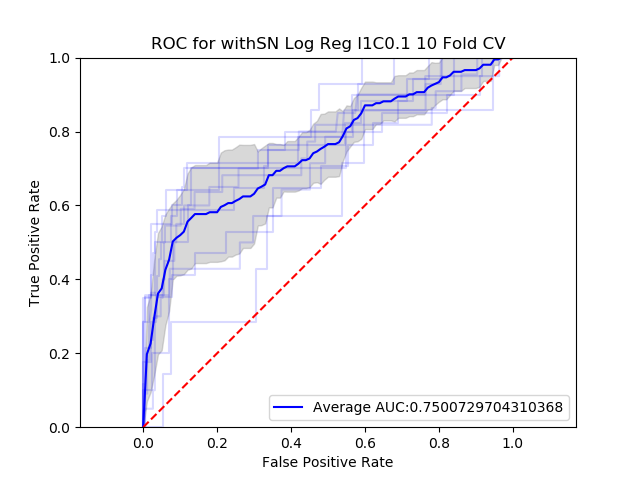 ROC for withSN Log Reg l1C0.1 10 Fold CV
1.0
0.8
0.6
0.4
0.2
0.0
True Positive Rate
Average AUC:0.7500729704310368
0.0 0.2 0.4 0.6 0.8 1.0
False Positive Rate